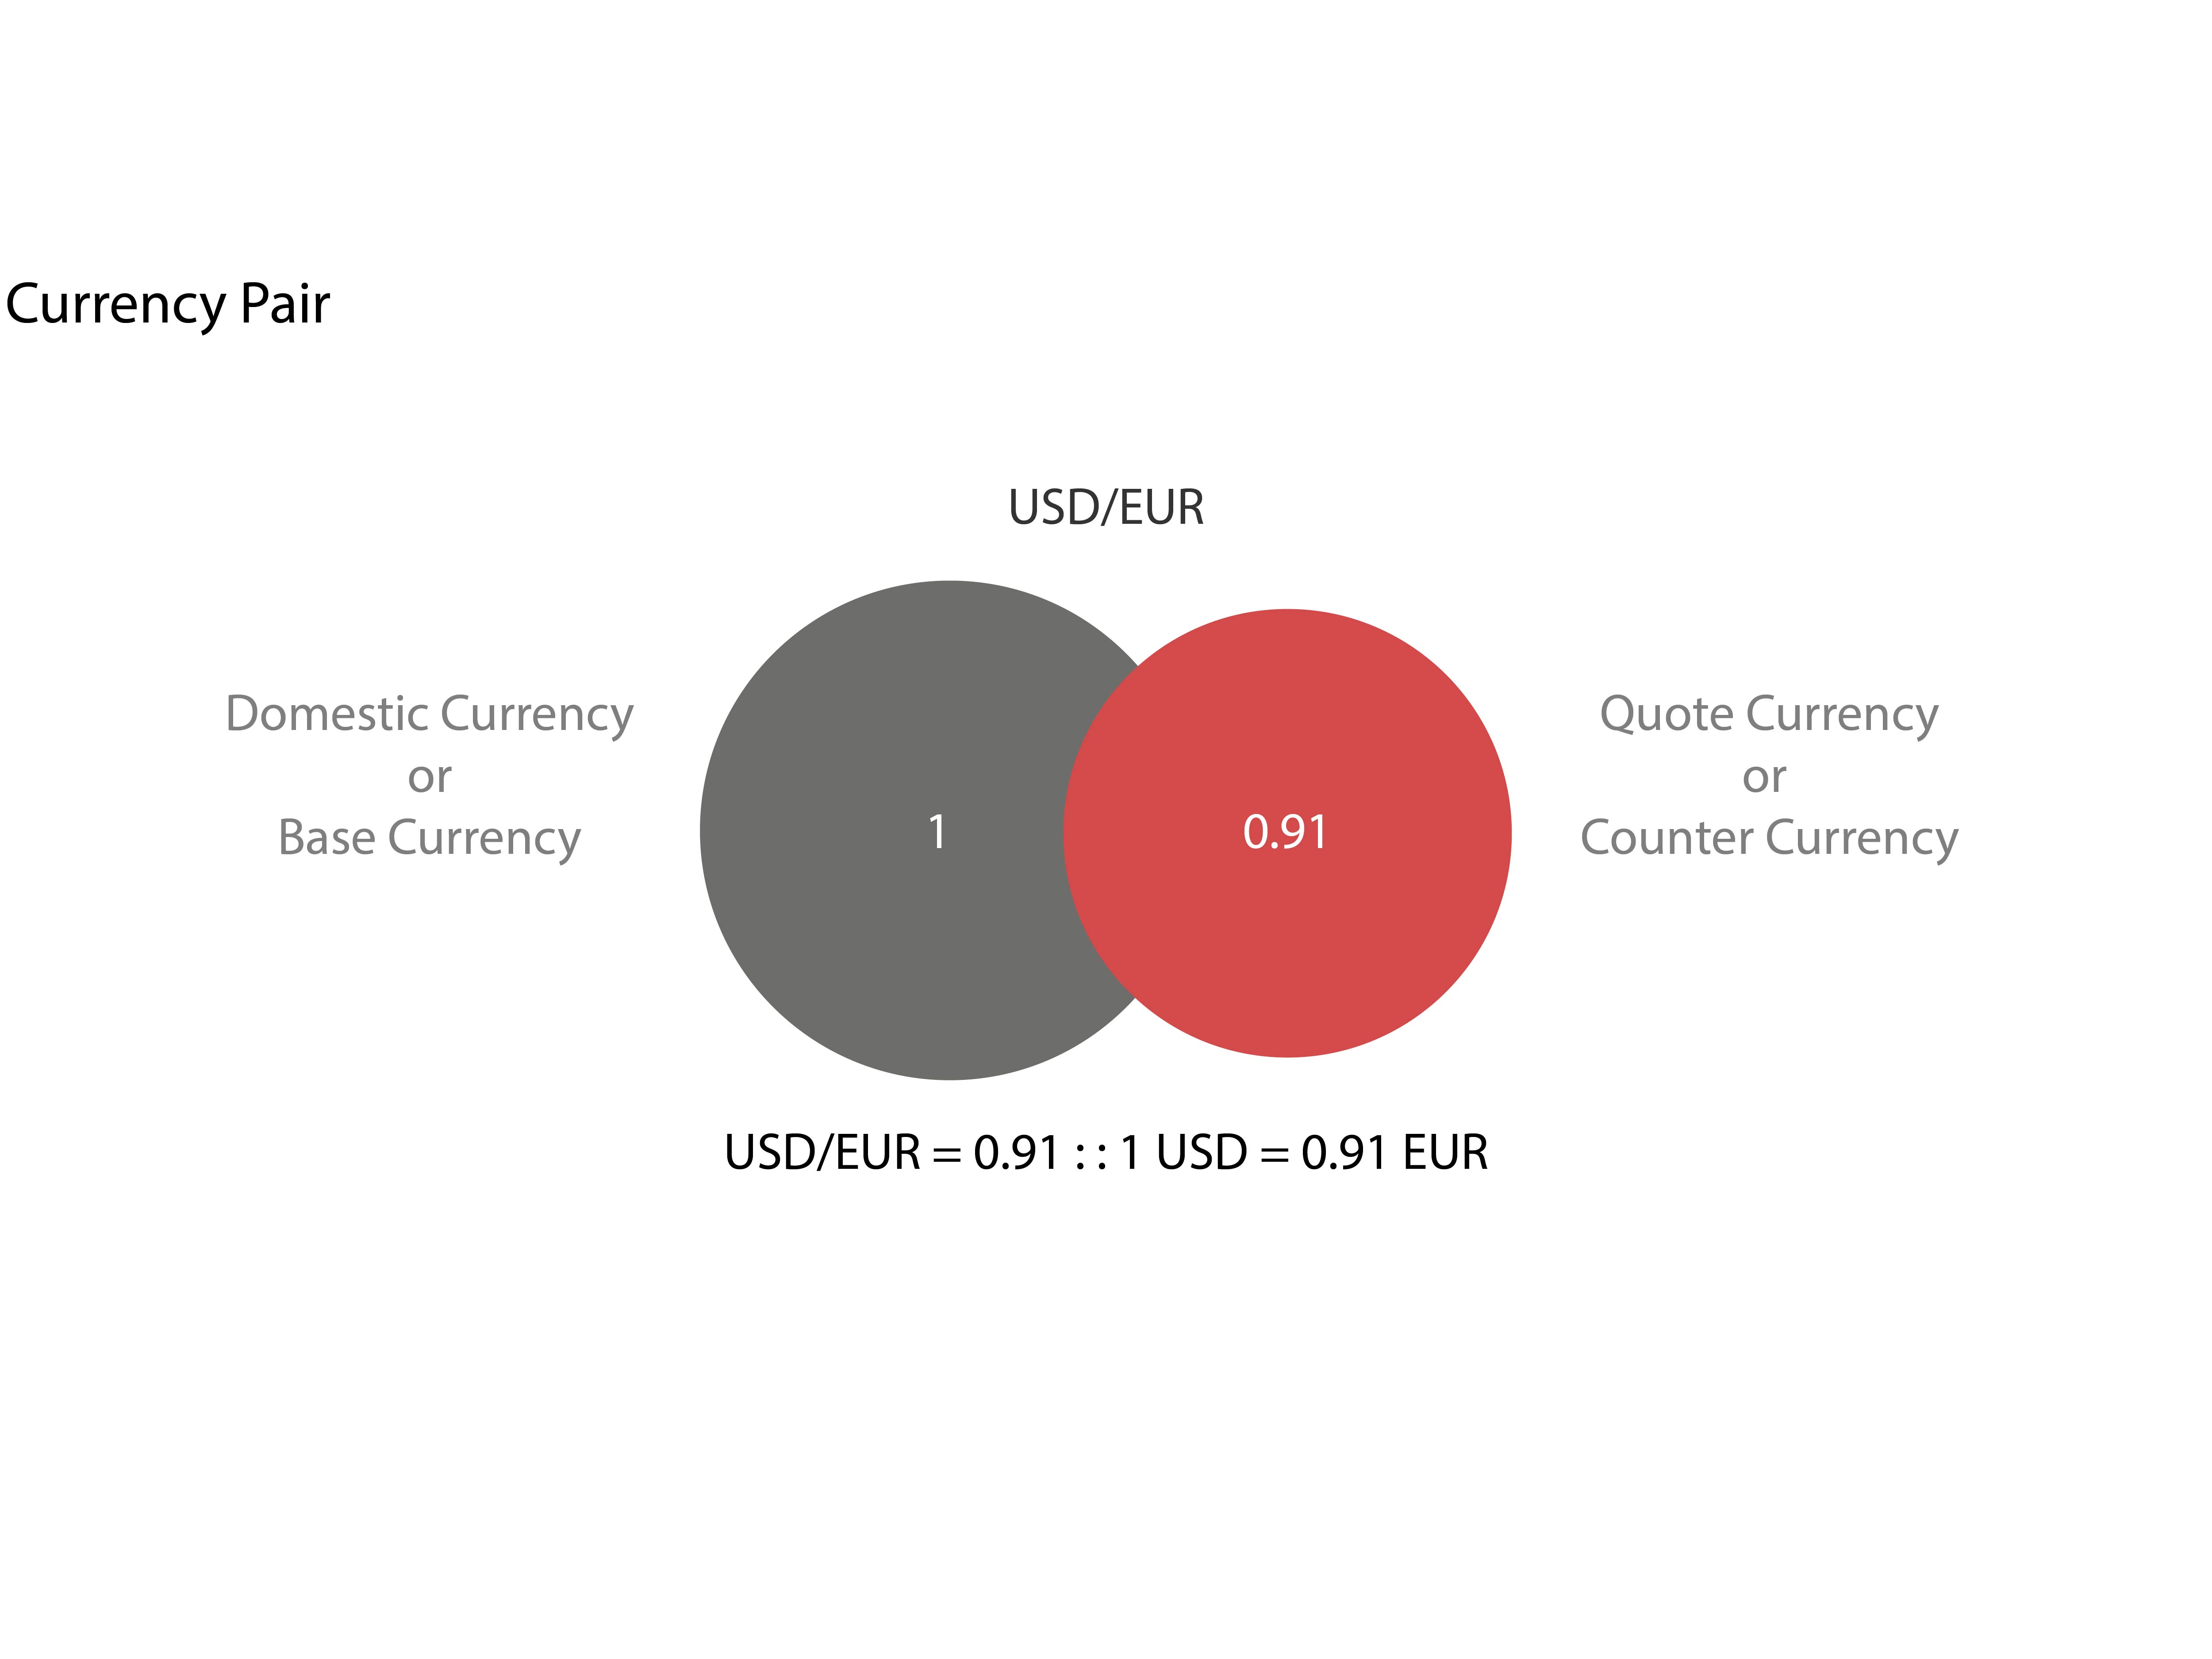 Currency Pair
USD/EUR
Domestic Currency
or
Base Currency
1
0.91
Quote Currency
or
Counter Currency
USD/EUR = 0.91 : : 1 USD = 0.91 EUR